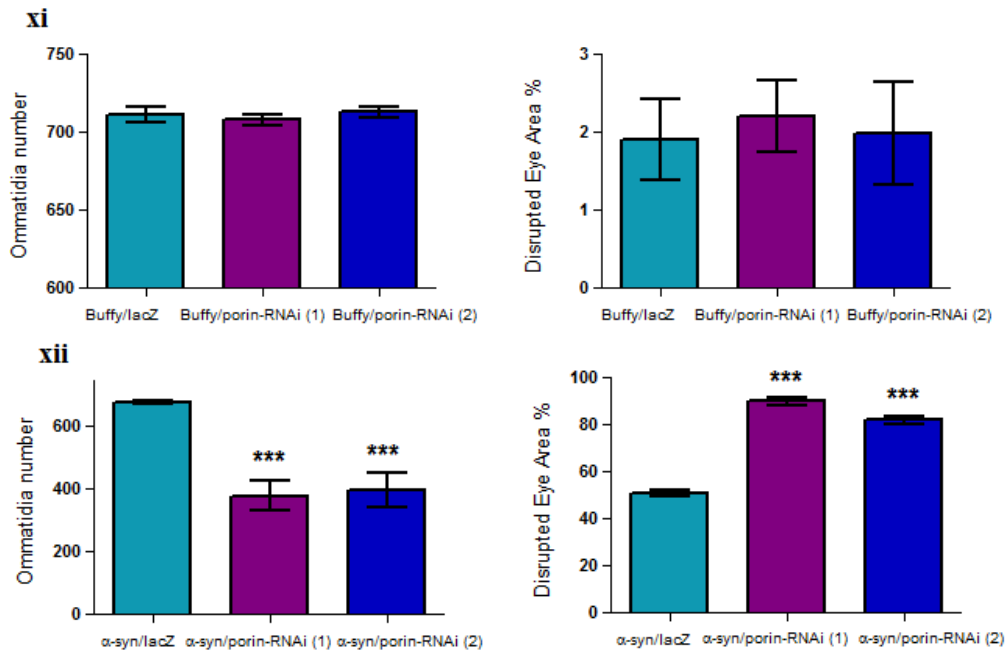 xi
Ommatidia number
750
700
650
600
Buffy/lacZ Buffy/porin-RNAi (1) Buffy/porin-RNAi (2)
Disrupted Eye Area %
3
2
1
0
Buffy/lacZ Buffy/porin-RNAi (1) Buffy/porin-RNAi (2)
xii
Ommatidia number
600
400
200
0
*** ***
α-syn/lacZ α-syn/porin-RNAi (1) α-syn/porin-RNAi (2)
Disrupted Eye Area %
100
80
60
40
20
0
*** ***
α-syn/lacZ α-syn/porin-RNAi (1) α-syn/porin-RNAi (2)